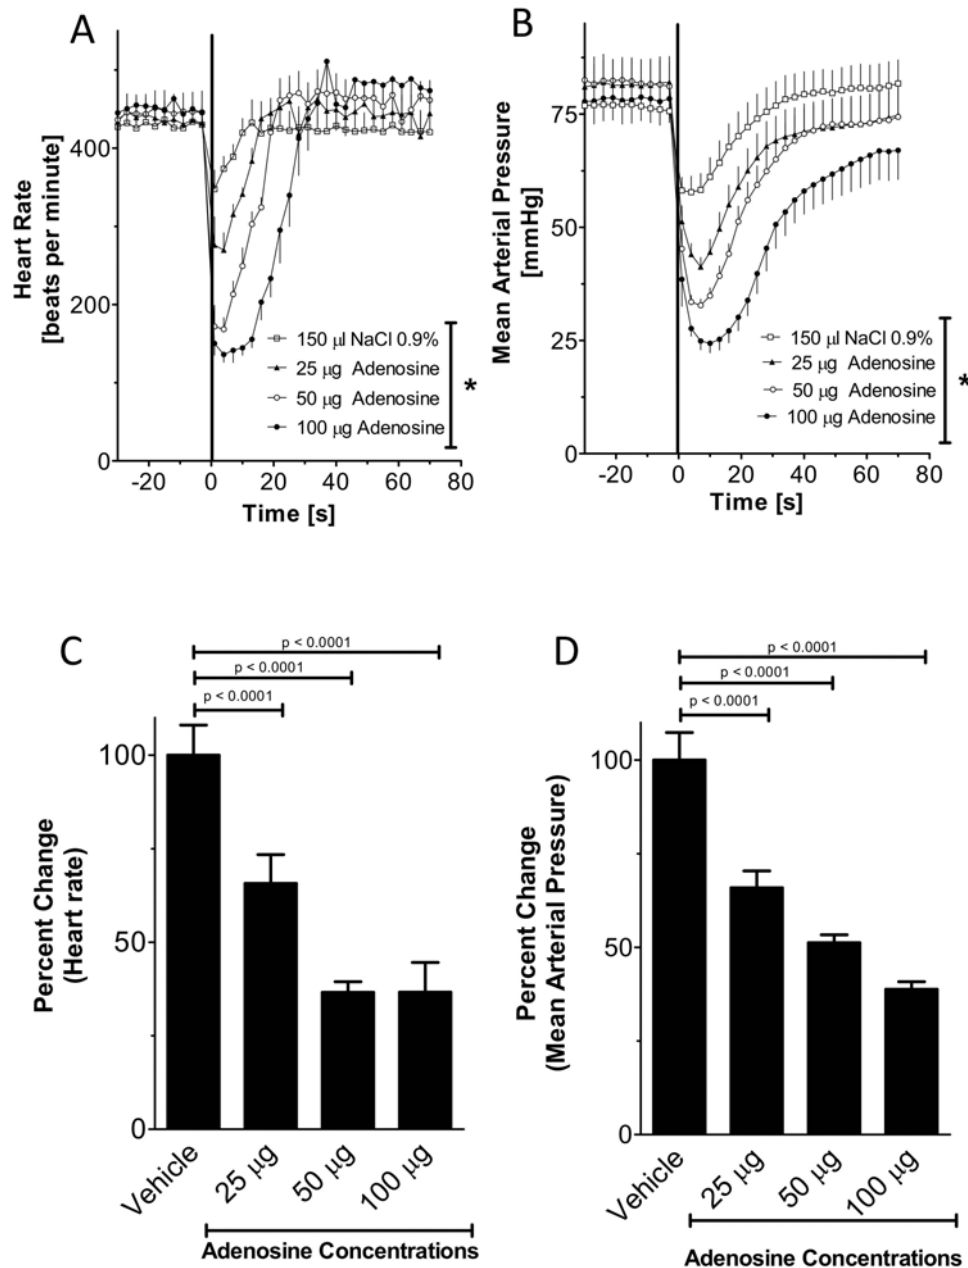 A
Heart Rate
[beats per minute]
400
200
0
150 µl NaCl 0.9%
25 µg Adenosine
50 µg Adenosine
100 µg Adenosine
*
-20 0 20 40 60 80
Time [s]
B
Mean Arterial Pressure
[mmHg]
75
50
25
0
150 µl NaCl 0.9%
25 µg Adenosine
50 µg Adenosine
100 µg Adenosine
*
-20 0 20 40 60 80
Time [s]
C
p < 0.0001
p < 0.0001
p < 0.0001
Percent Change
(Heart rate)
100
50
0
Vehicle
25 µg
50 µg
100 µg
Adenosine Concentrations
D
p < 0.0001
p < 0.0001
p < 0.0001
Percent Change
(Mean Arterial Pressure)
100
50
0
Vehicle
25 µg
50 µg
100 µg
Adenosine Concentrations